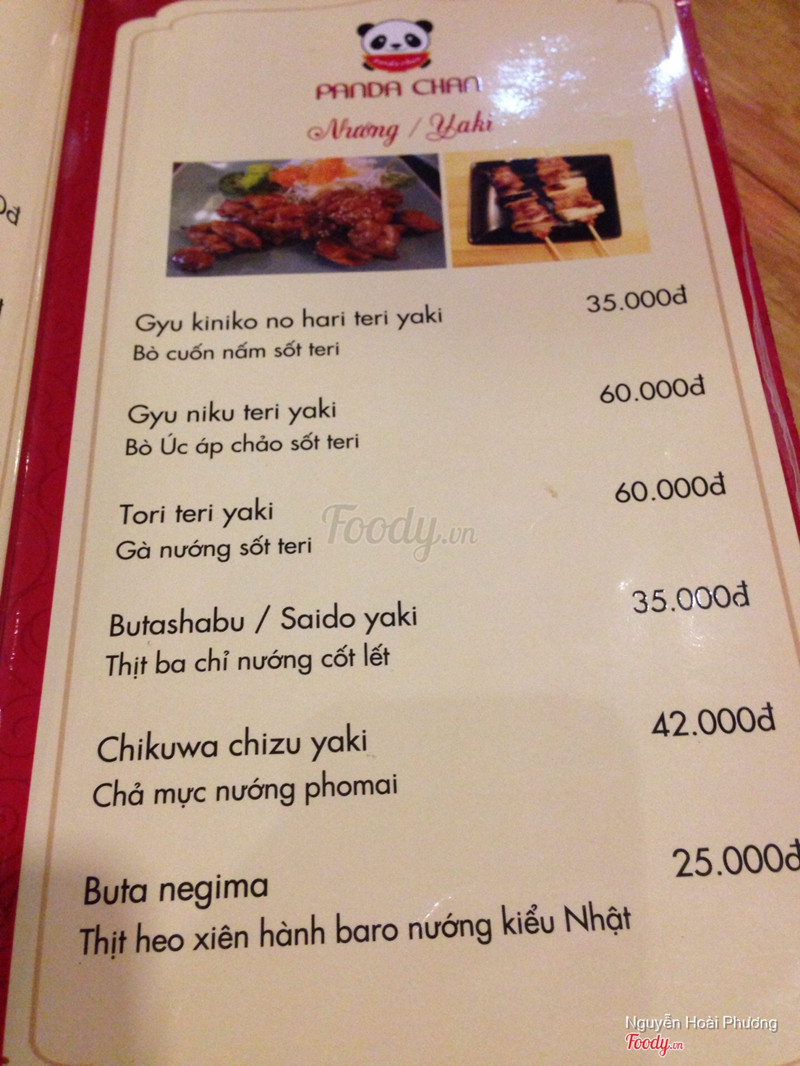 panda chan
PANDA CHAN
Nướng / Yaki
Gyu kiniko no hari teri yaki 35.000đ
Bò cuốn nấm sốt teri
Gyu niku teri yaki 60.000đ
Bò Úc áp chảo sốt teri
Tori teri yaki 60.000đ
Gà nướng sốt teri
Foody.vn
Butashabu / Saido yaki 35.000đ
Thịt ba chỉ nướng cốt lết
Chikuwa chizu yaki 42.000đ
Chả mực nướng phomai
Buta negima 25.000đ
Thịt heo xiên hành baro nướng kiểu Nhật
Nguyễn Hoài Phương
Foody.vn